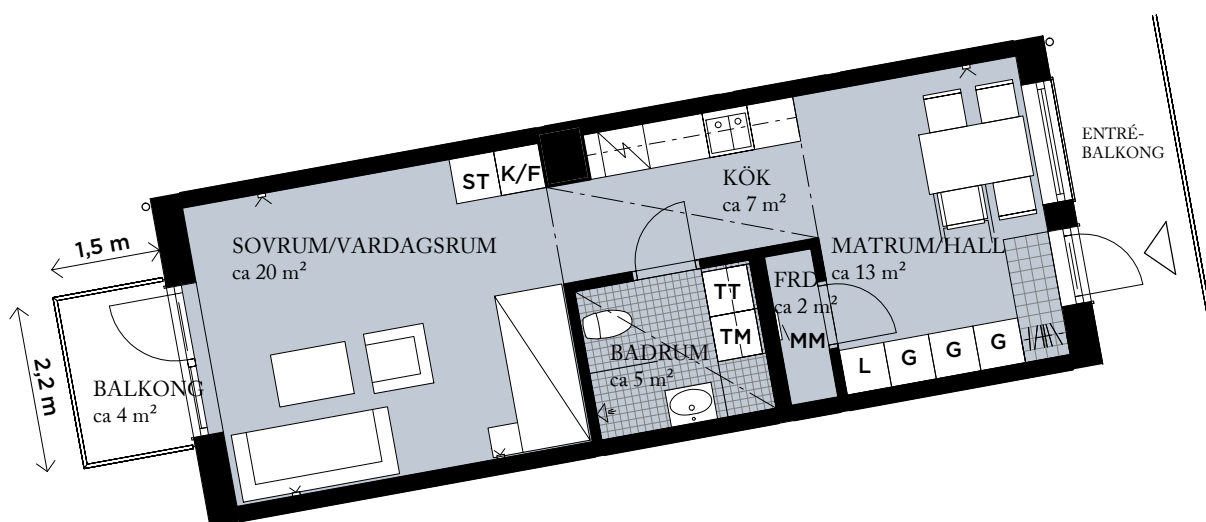 ENTRÉ-
BALKONG
ST
K/F
KÖK
ca 7 m²
1,5 m
SOVRUM/VARDAGSRUM
ca 20 m²
MATRUM/HALL
ca 13 m²
FRD
ca 2 m²
TT
TM
MM
BADRUM
ca 5 m²
L
G
G
G
2,2 m
BALKONG
ca 4 m²